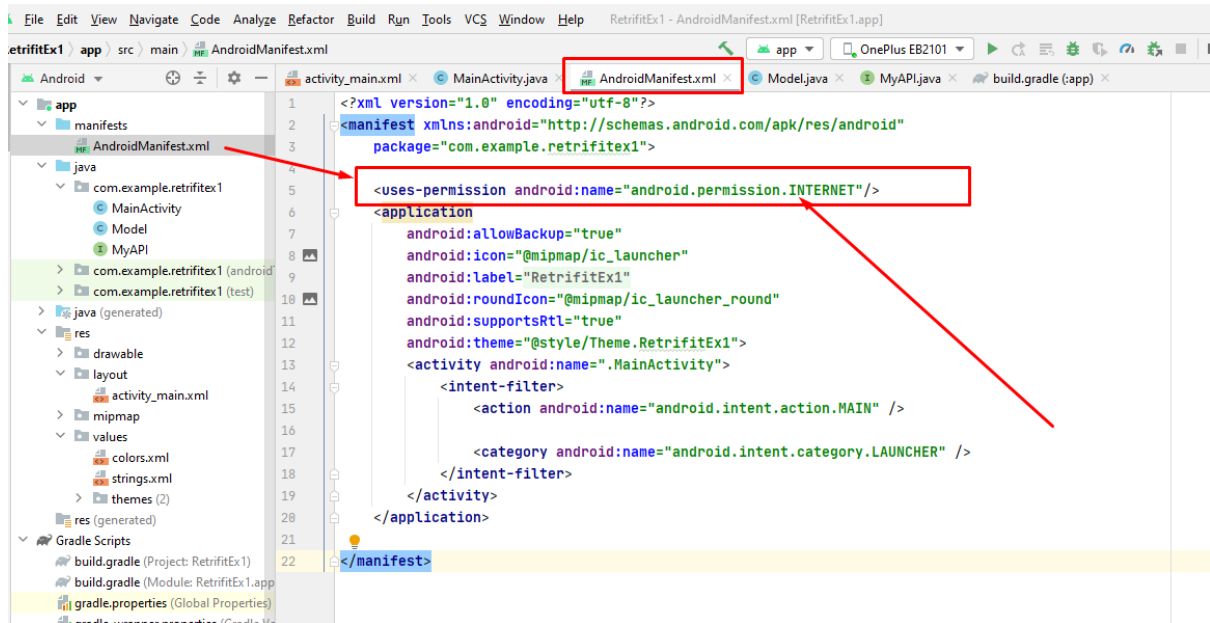 File Edit View Navigate Code Analyze Refactor Build Run Tools VCS Window Help RetrifitEx1 - AndroidManifest.xml [RetrifitEx1.app]
.etrifitEx1 〉 app 〉 src 〉 main 〉 AndroidManifest.xml
app OnePlus EB2101
Android
activity_main.xml MainActivity.java AndroidManifest.xml Model.java MyAPI.java build.gradle (:app)
app
manifests
AndroidManifest.xml
java
com.example.retrifitex1
MainActivity
Model
MyAPI
com.example.retrifitex1 (android
com.example.retrifitex1 (test)
java (generated)
res
drawable
layout
activity_main.xml
mipmap
values
colors.xml
strings.xml
themes (2)
res (generated)
Gradle Scripts
build.gradle (Project: RetrifitEx1)
build.gradle (Module: RetrifitEx1.app
gradle.properties (Global Properties)
1 <?xml version="1.0" encoding="utf-8"?>
2 <manifest xmlns:android="http://schemas.android.com/apk/res/android"
3 package="com.example.retrifitex1">
4
5 <uses-permission android:name="android.permission.INTERNET"/>
6 <application
7 android:allowBackup="true"
8 android:icon="@mipmap/ic_launcher"
9 android:label="RetrifitEx1"
10 android:roundIcon="@mipmap/ic_launcher_round"
11 android:supportsRtl="true"
12 android:theme="@style/Theme.RetrifitEx1">
13 <activity android:name=".MainActivity">
14 <intent-filter>
15 <action android:name="android.intent.action.MAIN" />
16
17 <category android:name="android.intent.category.LAUNCHER" />
18 </intent-filter>
19 </activity>
20 </application>
21
22 </manifest>